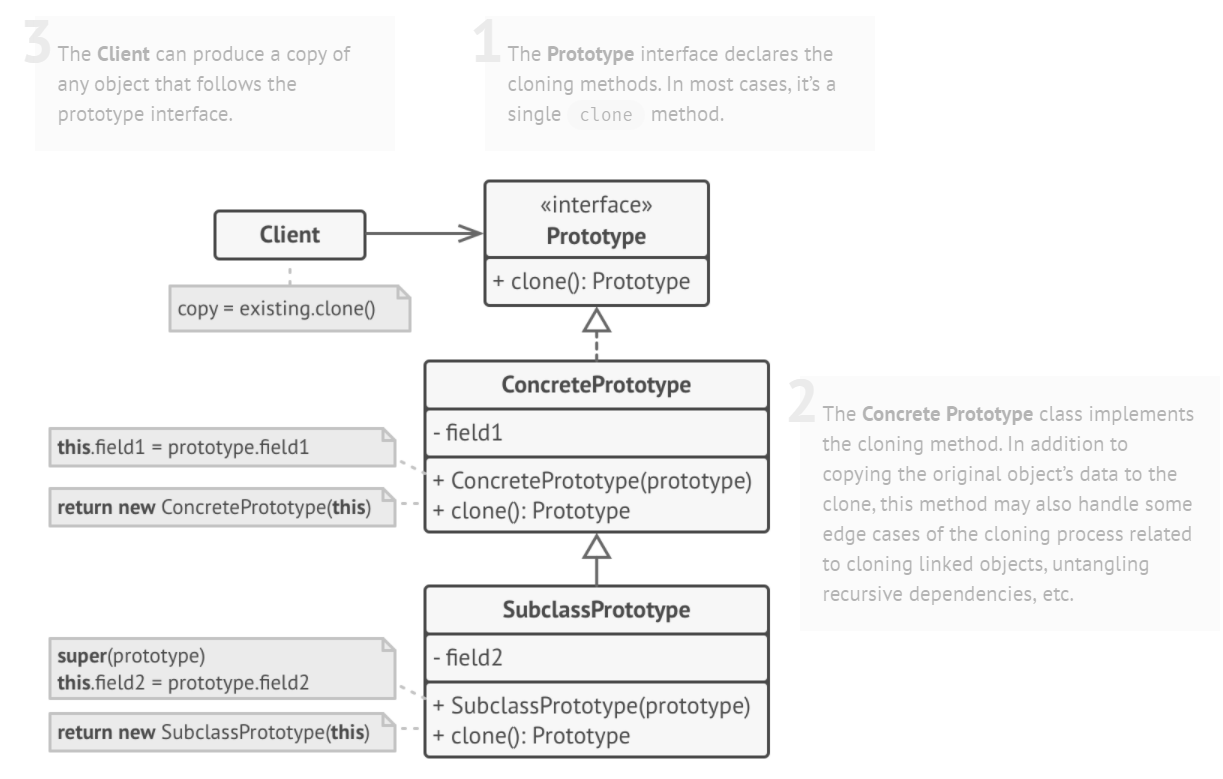 3
The Client can produce a copy of
any object that follows the
prototype interface.
1
The Prototype interface declares the
cloning methods. In most cases, it's a
single clone method.
Client
copy = existing.clone()
«interface»
Prototype
+ clone(): Prototype
ConcretePrototype
- field1
+ ConcretePrototype(prototype)
+ clone(): Prototype
this.field1 = prototype.field1
return new ConcretePrototype(this)
2
The Concrete Prototype class implements
the cloning method. In addition to
copying the original object's data to the
clone, this method may also handle some
edge cases of the cloning process related
to cloning linked objects, untangling
recursive dependencies, etc.
SubclassPrototype
- field2
+ SubclassPrototype(prototype)
+ clone(): Prototype
super(prototype)
this.field2 = prototype.field2
return new SubclassPrototype(this)